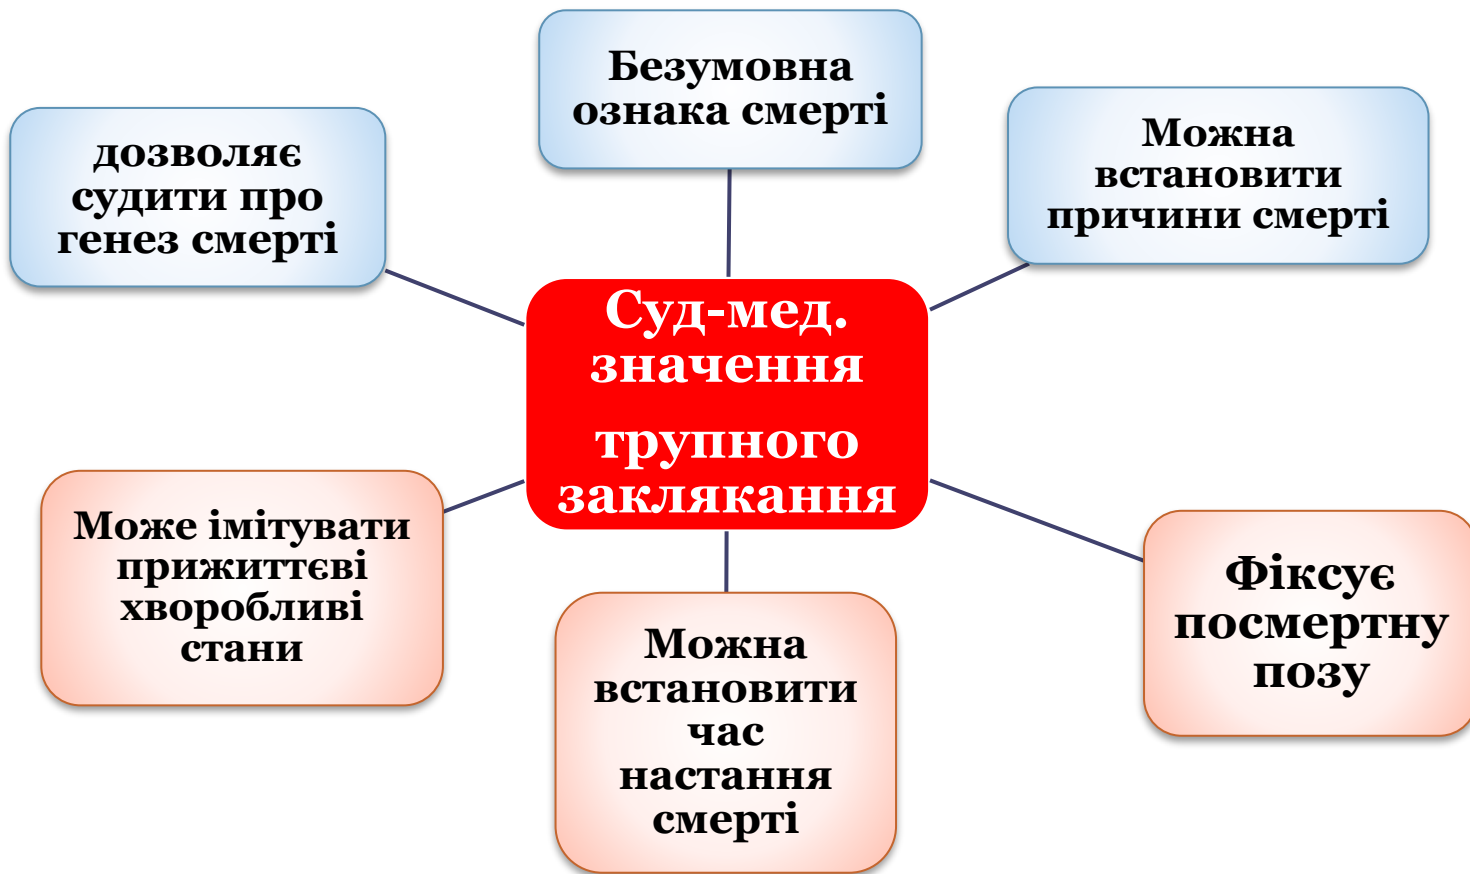 Безумовна
ознака смерті
дозволяє
судити про
генез смерті
Можна
встановити
причини смерті
Суд-мед.
значення
трупного
заклякання
Може імітувати
прижиттєві
хворобливі
стани
Можна
встановити
час
настання
смерті
Фіксує
посмертну
позу